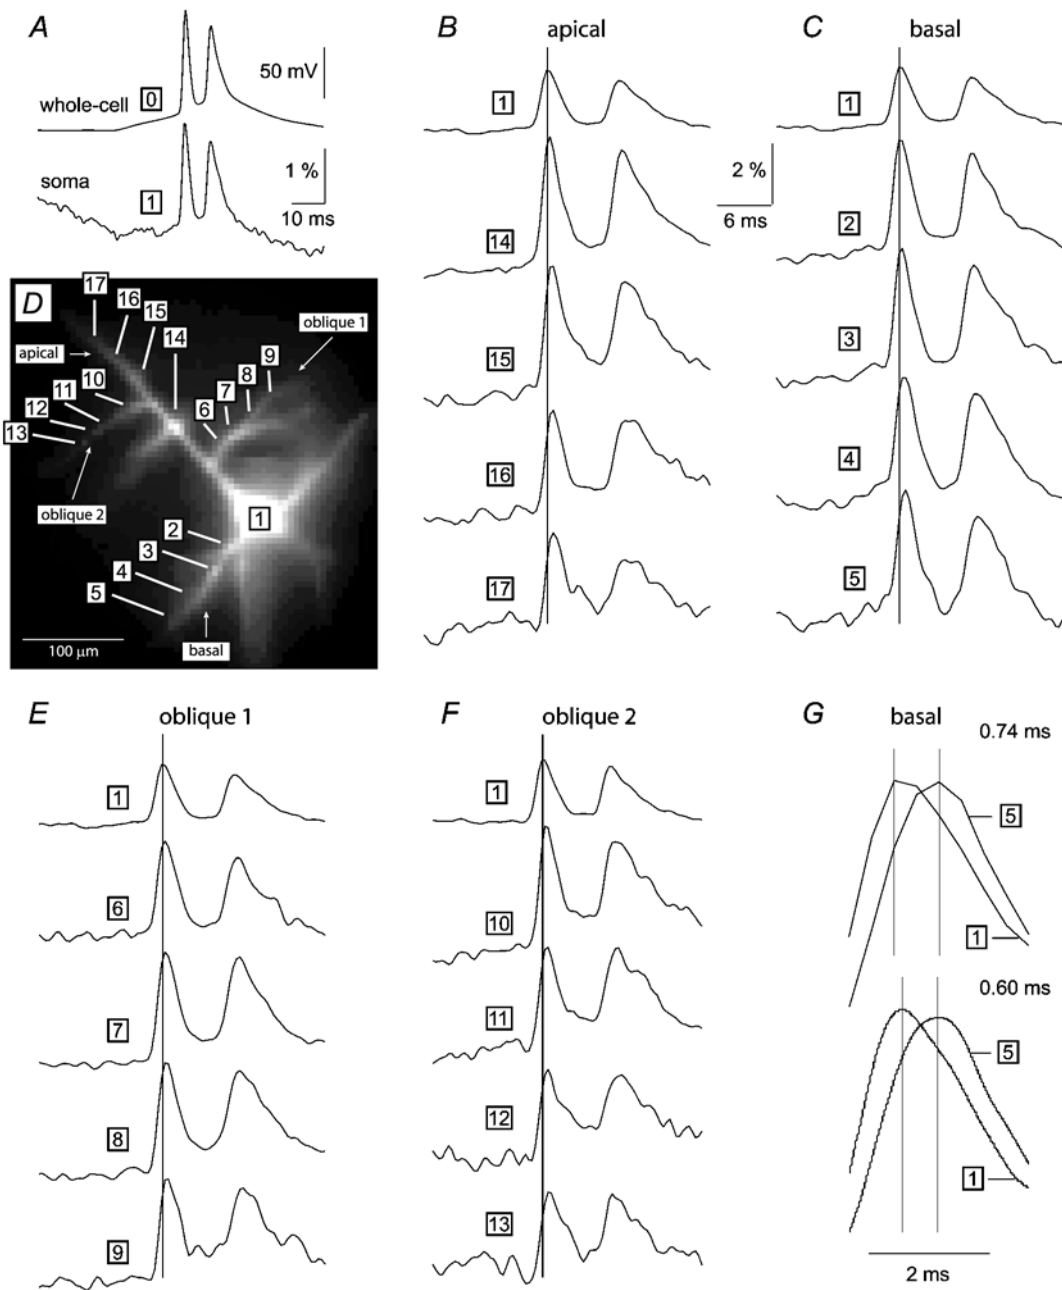 A
whole-cell
0
50 mV
soma
1
1 %
10 ms
B
apical
1
14
15
16
17
2 %
6 ms
C
basal
1
2
3
4
5
D
17
16
15
14
apical
oblique 1
9
8
7
6
10
11
12
13
oblique 2
1
2
3
4
5
basal
100 μm
E
oblique 1
1
6
7
8
9
F
oblique 2
1
10
11
12
13
G
basal
0.74 ms
5
1
0.60 ms
5
1
2 ms